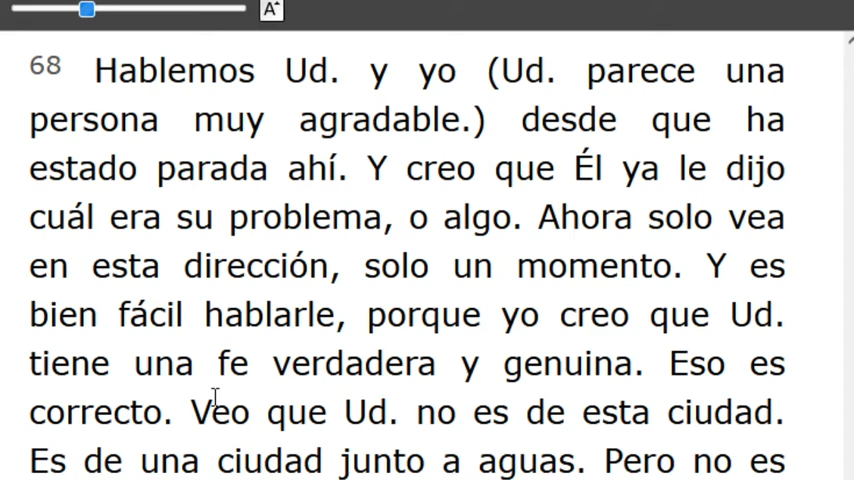 A
68 Hablemos Ud. y yo (Ud. parece una
persona muy agradable.) desde que ha
estado parada ahí. Y creo que Él ya le dijo
cuál era su problema, o algo. Ahora solo vea
en esta dirección, solo un momento. Y es
bien fácil hablarle, porque yo creo que Ud.
tiene una fe verdadera y genuina. Eso es
correcto. Veo que Ud. no es de esta ciudad.
Es de una ciudad junto a aguas. Pero no es